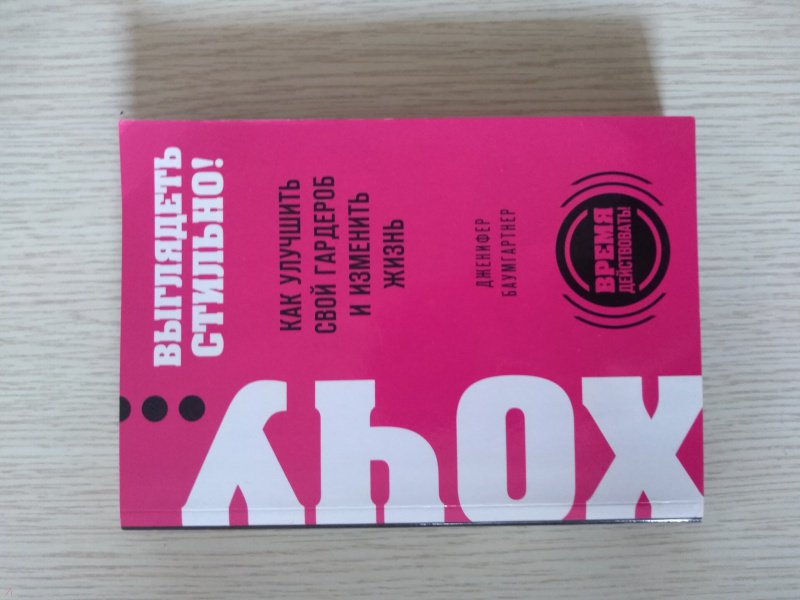 ХОЧУ...
ВЫГЛЯДЕТЬ
СТИЛЬНО!
КАК УЛУЧШИТЬ
СВОЙ ГАРДЕРОБ
И ИЗМЕНИТЬ
ЖИЗНЬ
ДЖЕНИФЕР
БАУМГАРТНЕР
ВРЕМЯ
ДЕЙСТВОВАТЬ!